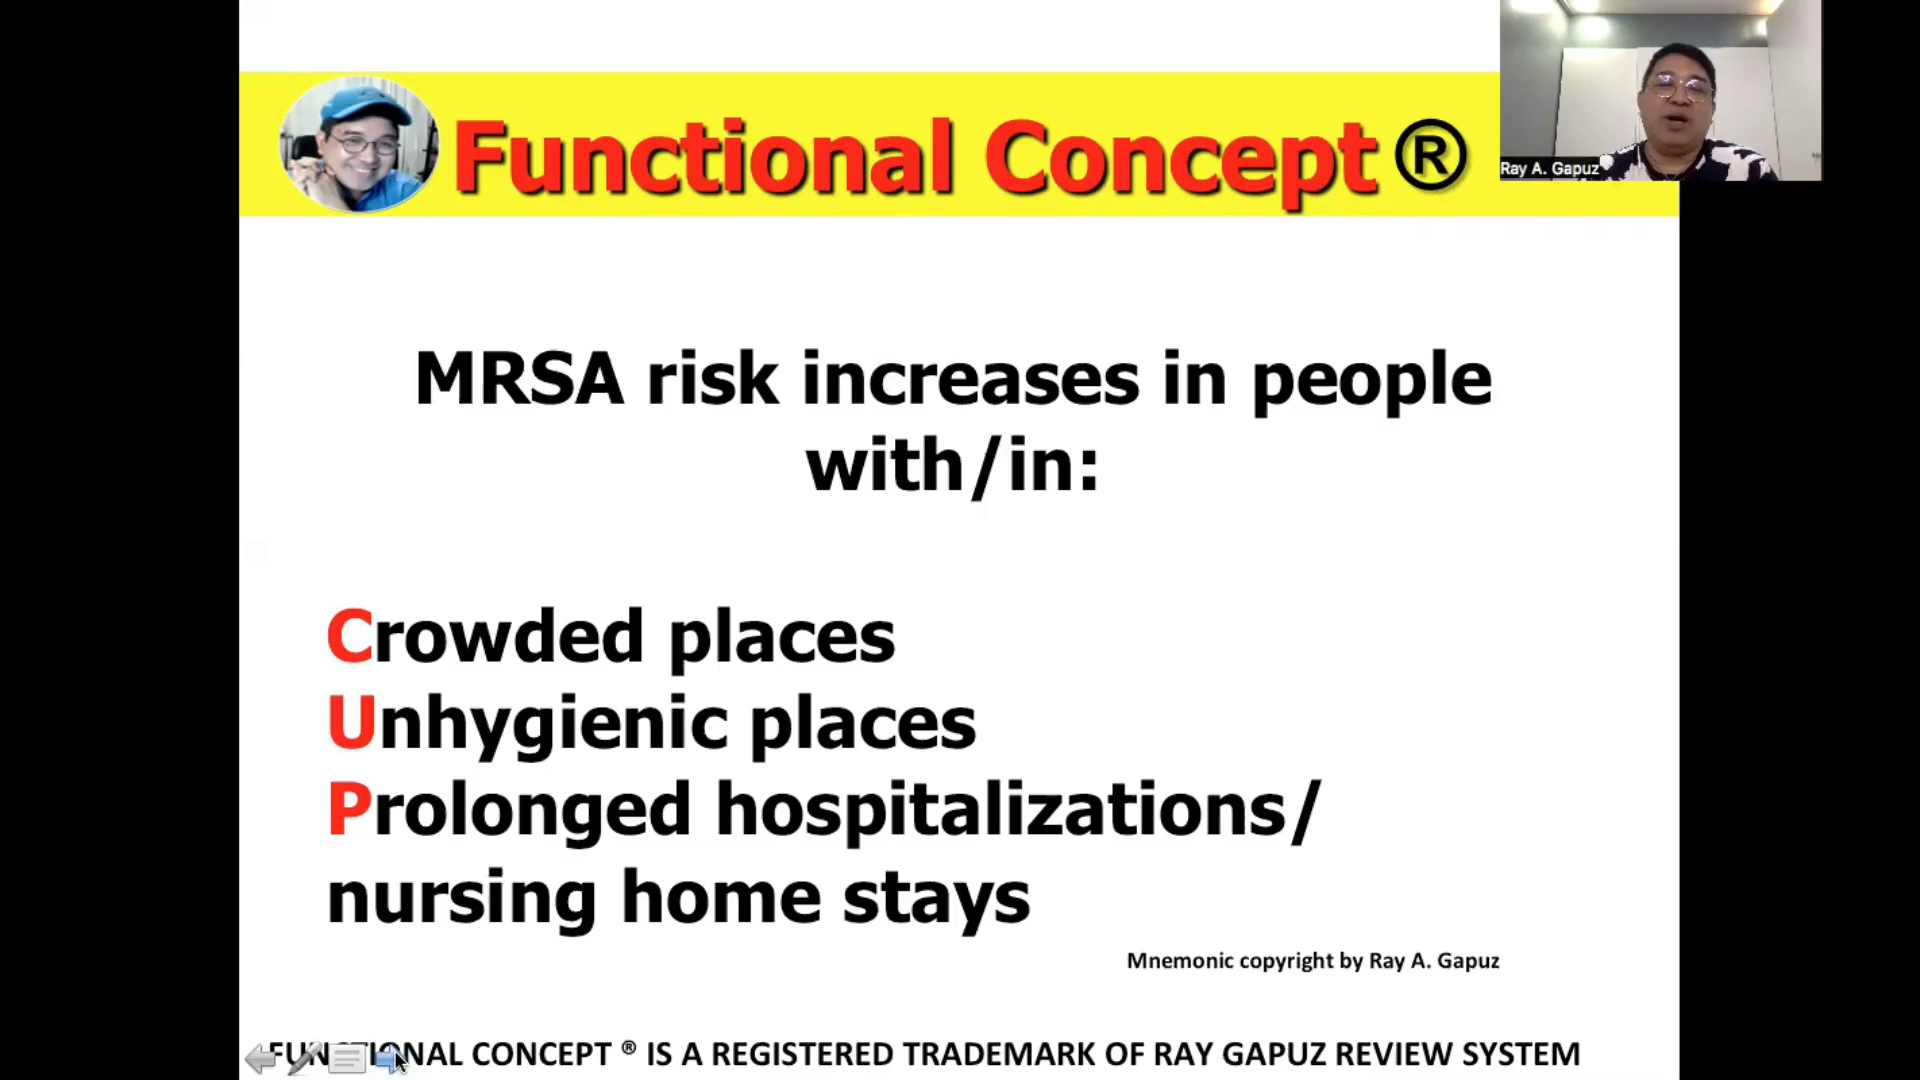 Functional Concept ®
Ray A. Gapuz
MRSA risk increases in people
with/in:
Crowded places
Unhygienic places
Prolonged hospitalizations/
nursing home stays
Mnemonic copyright by Ray A. Gapuz
FUNCTIONAL CONCEPT ® IS A REGISTERED TRADEMARK OF RAY GAPUZ REVIEW SYSTEM